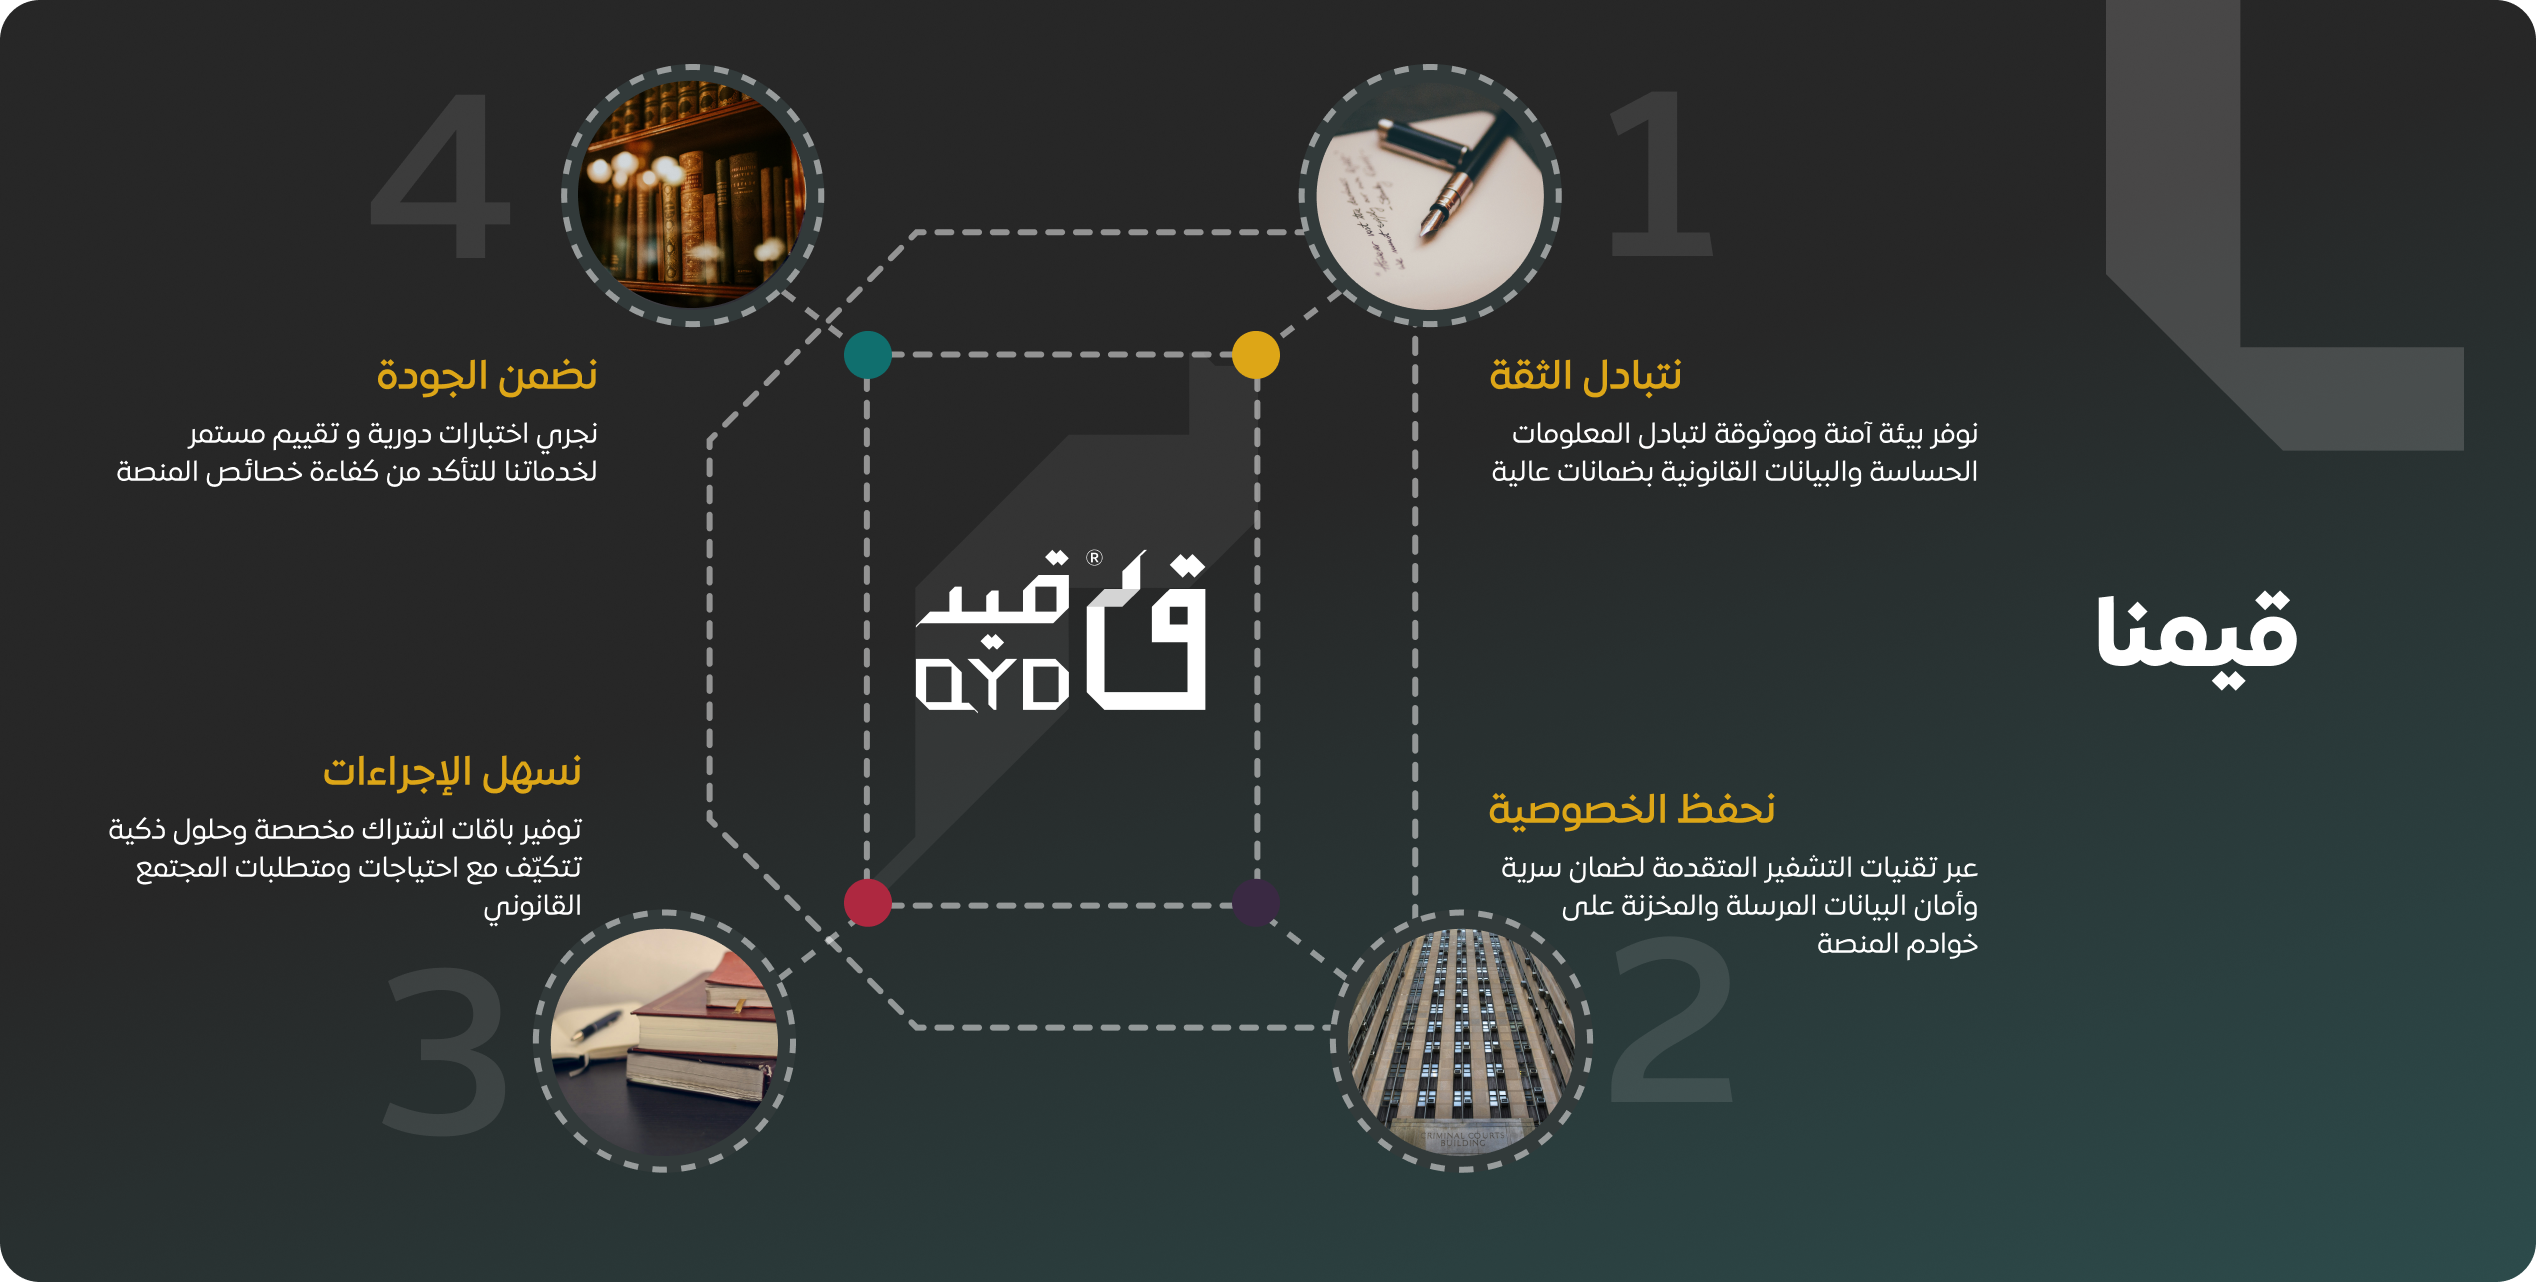 قيمنا
1
نتبادل الثقة
نوفر بيئة آمنة وموثوقة لتبادل المعلومات
الحساسة والبيانات القانونية بضمانات عالية
2
نحفظ الخصوصية
عبر تقنيات التشفير المتقدمة لضمان سرية
وأمان البيانات المرسلة والمخزنة على
خوادم المنصة
CRIMINAL COURTS
BUILDING
قيد
®
QYD
3
نسهل الإجراءات
توفير باقات اشتراك مخصصة وحلول ذكية
تتكيّف مع احتياجات ومتطلبات المجتمع
القانوني
4
نضمن الجودة
نجري اختبارات دورية و تقييم مستمر
لخدماتنا للتأكد من كفاءة خصائص المنصة